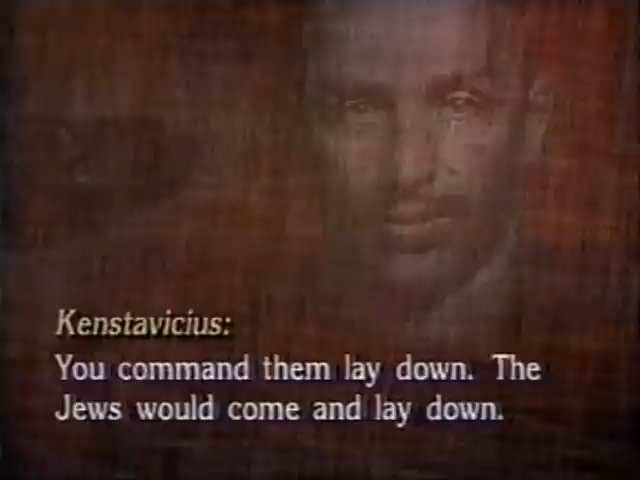 Kenstavicius:
You command them lay down. The
Jews would come and lay down.